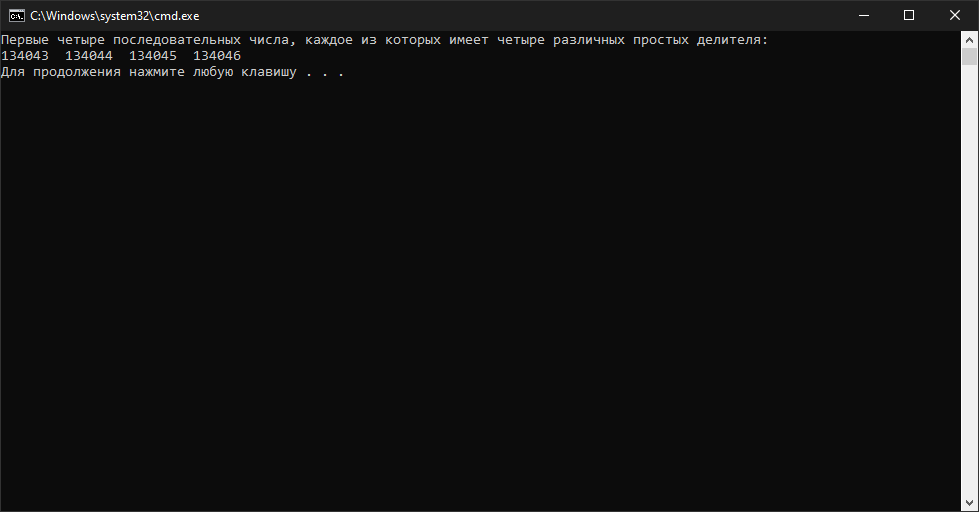 C:\Windows\system32\cmd.exe
Первые четыре последовательных числа, каждое из которых имеет четыре различных простых делителя:
134043  134044  134045  134046
Для продолжения нажмите любую клавишу . . .